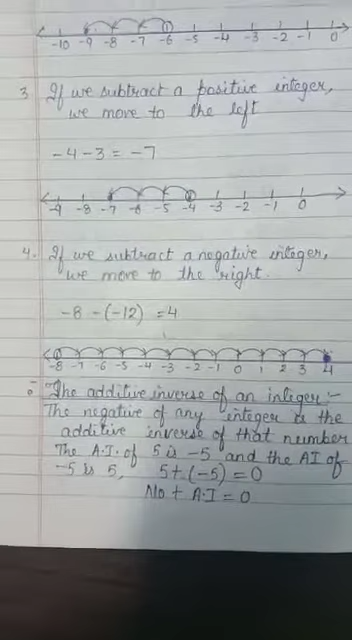 -10 -9 -8 -7 -6 -5 -4 -3 -2 -1 0
3. If we subtract a positive integer,
we move to the left
-4-3 = -7
-9 -8 -7 -6 -5 -4 -3 -2 -1 0
4. If we subtract a negative integer,
we move to the right.
-8 -(-12) = 4
-8 -7 -6 -5 -4 -3 -2 -1 0 1 2 3 4
The additive inverse of an integer :-
The negative of any integer is the
additive inverse of that number
The A.I. of 5 is -5 and the AI of
-5 is 5, 5+(-5) = 0
No + A.I = 0